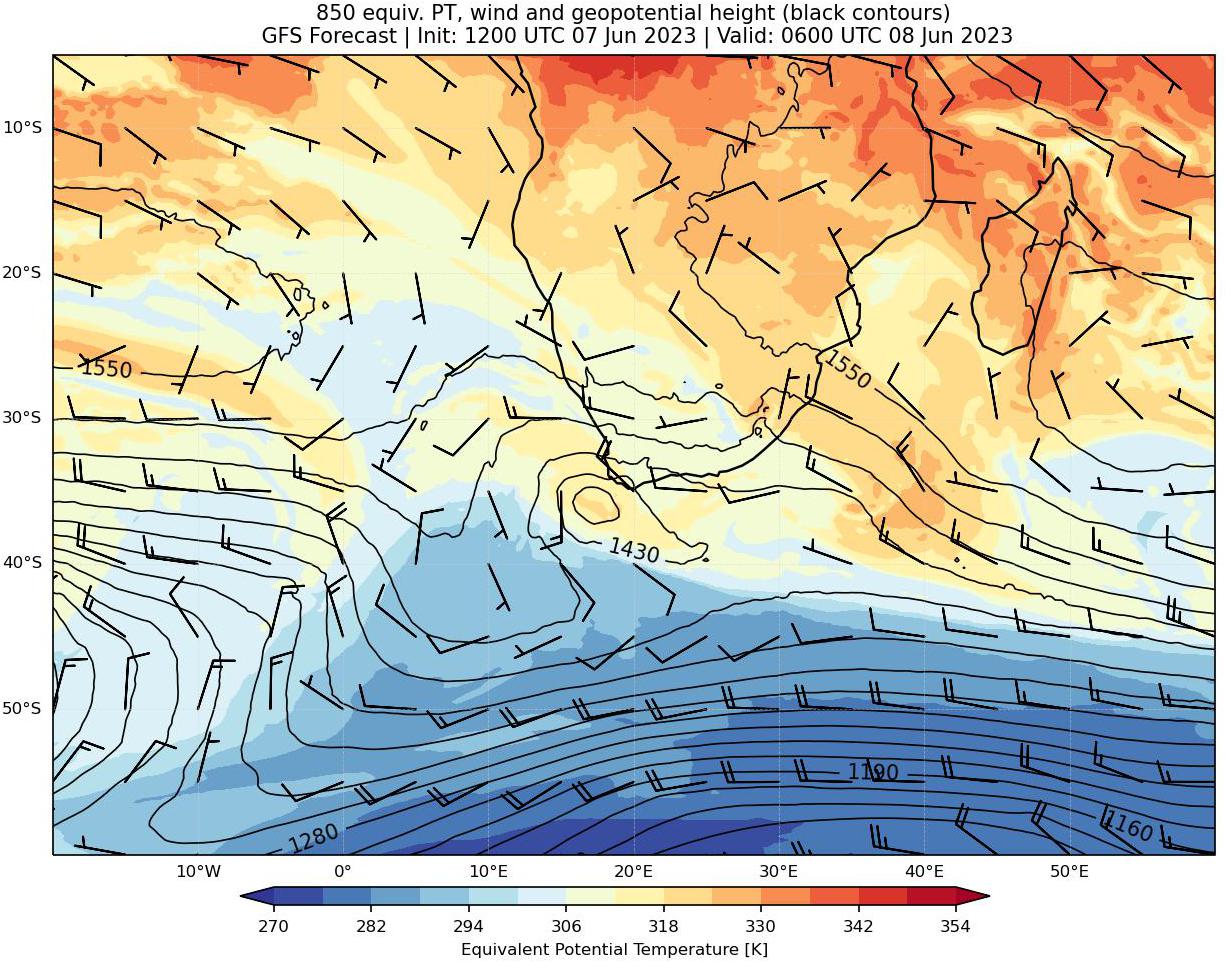 850 equiv. PT, wind and geopotential height (black contours)
GFS Forecast | Init: 1200 UTC 07 Jun 2023 | Valid: 0600 UTC 08 Jun 2023
10°S
20°S
1550
1550
30°S
1430
40°S
50°S
1190
1280
1160
10°W 0° 10°E 20°E 30°E 40°E 50°E
270 282 294 306 318 330 342 354
Equivalent Potential Temperature [K]